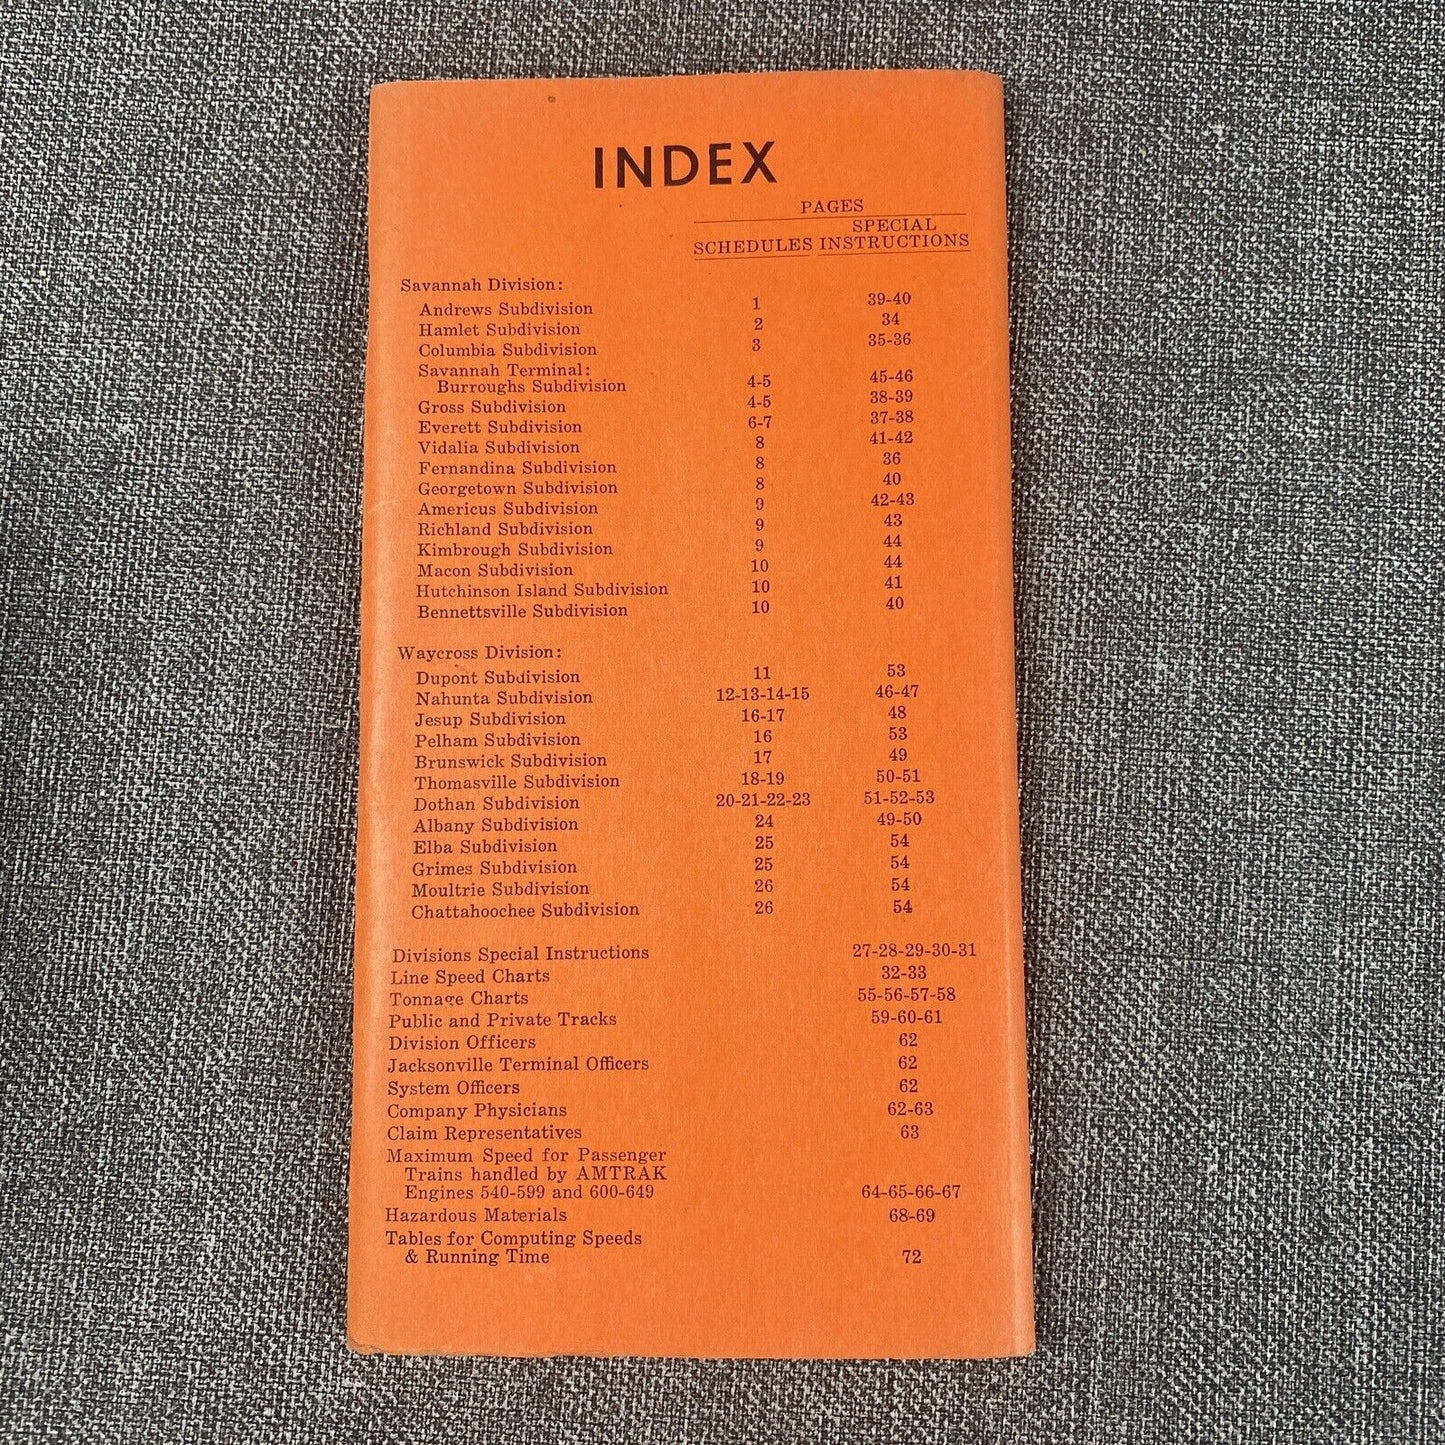 INDEX
PAGES
SPECIAL
SCHEDULES INSTRUCTIONS
Savannah Division:
Andrews Subdivision 1 39-40
Hamlet Subdivision 2 34
Columbia Subdivision 3 35-36
Savannah Terminal:
Burroughs Subdivision 4-5 45-46
Gross Subdivision 4-5 38-39
Everett Subdivision 6-7 37-38
Vidalia Subdivision 8 41-42
Fernandina Subdivision 8 36
Georgetown Subdivision 8 40
Americus Subdivision 9 42-43
Richland Subdivision 9 43
Kimbrough Subdivision 9 44
Macon Subdivision 10 44
Hutchinson Island Subdivision 10 41
Bennettsville Subdivision 10 40
Waycross Division:
Dupont Subdivision 11 53
Nahunta Subdivision 12-13-14-15 46-47
Jesup Subdivision 16-17 48
Pelham Subdivision 16 53
Brunswick Subdivision 17 49
Thomasville Subdivision 18-19 50-51
Dothan Subdivision 20-21-22-23 51-52-53
Albany Subdivision 24 49-50
Elba Subdivision 25 54
Grimes Subdivision 25 54
Moultrie Subdivision 26 54
Chattahoochee Subdivision 26 54
Divisions Special Instructions 27-28-29-30-31
Line Speed Charts 32-33
Tonnage Charts 55-56-57-58
Public and Private Tracks 59-60-61
Division Officers 62
Jacksonville Terminal Officers 62
System Officers 62
Company Physicians 62-63
Claim Representatives 63
Maximum Speed for Passenger
Trains handled by AMTRAK
Engines 540-599 and 600-649 64-65-66-67
Hazardous Materials 68-69
Tables for Computing Speeds
& Running Time 72